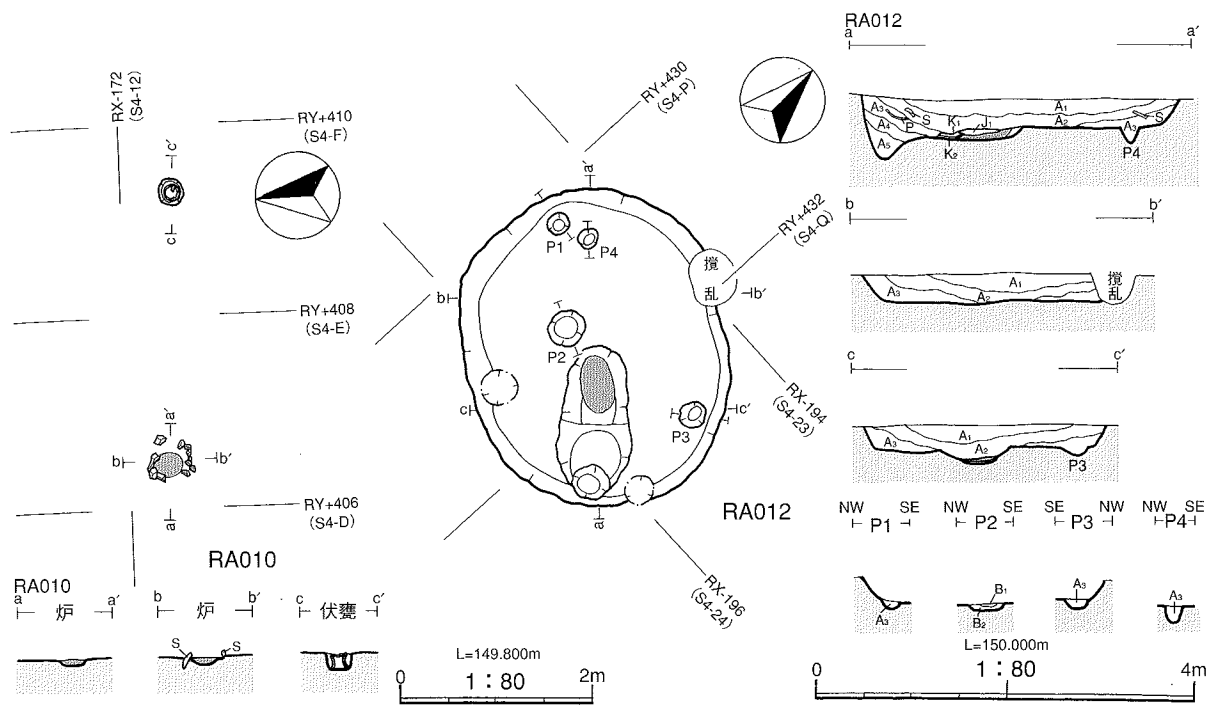 RX-172
(S4-12)
RY+410
(S4-F)
c′
c
RY+408
(S4-E)
a′
b
b′
a
RY+406
(S4-D)
RA010
RA010
a
炉
a′
b
炉
b′
c
伏甕
c′
S
S
L=149.800m
0
1：80
2m
RY+430
(S4-P)
a′
P1
P4
RY+432
(S4-Q)
撹
乱
b
b′
P2
RX-194
(S4-23)
c
c′
P3
a
RA012
RX-196
(S4-24)
RA012
a
a′
A3
P
S
K1
J1
A1
A2
S
A4
A5
K2
A3
P4
b
b′
A3
A1
A2
撹
乱
c
c′
A3
A1
A2
P3
NW
SE
NW
SE
SE
NW
NW
SE
P1
P2
P3
P4
A3
B1
B2
A3
A3
L=150.000m
0
1：80
4m